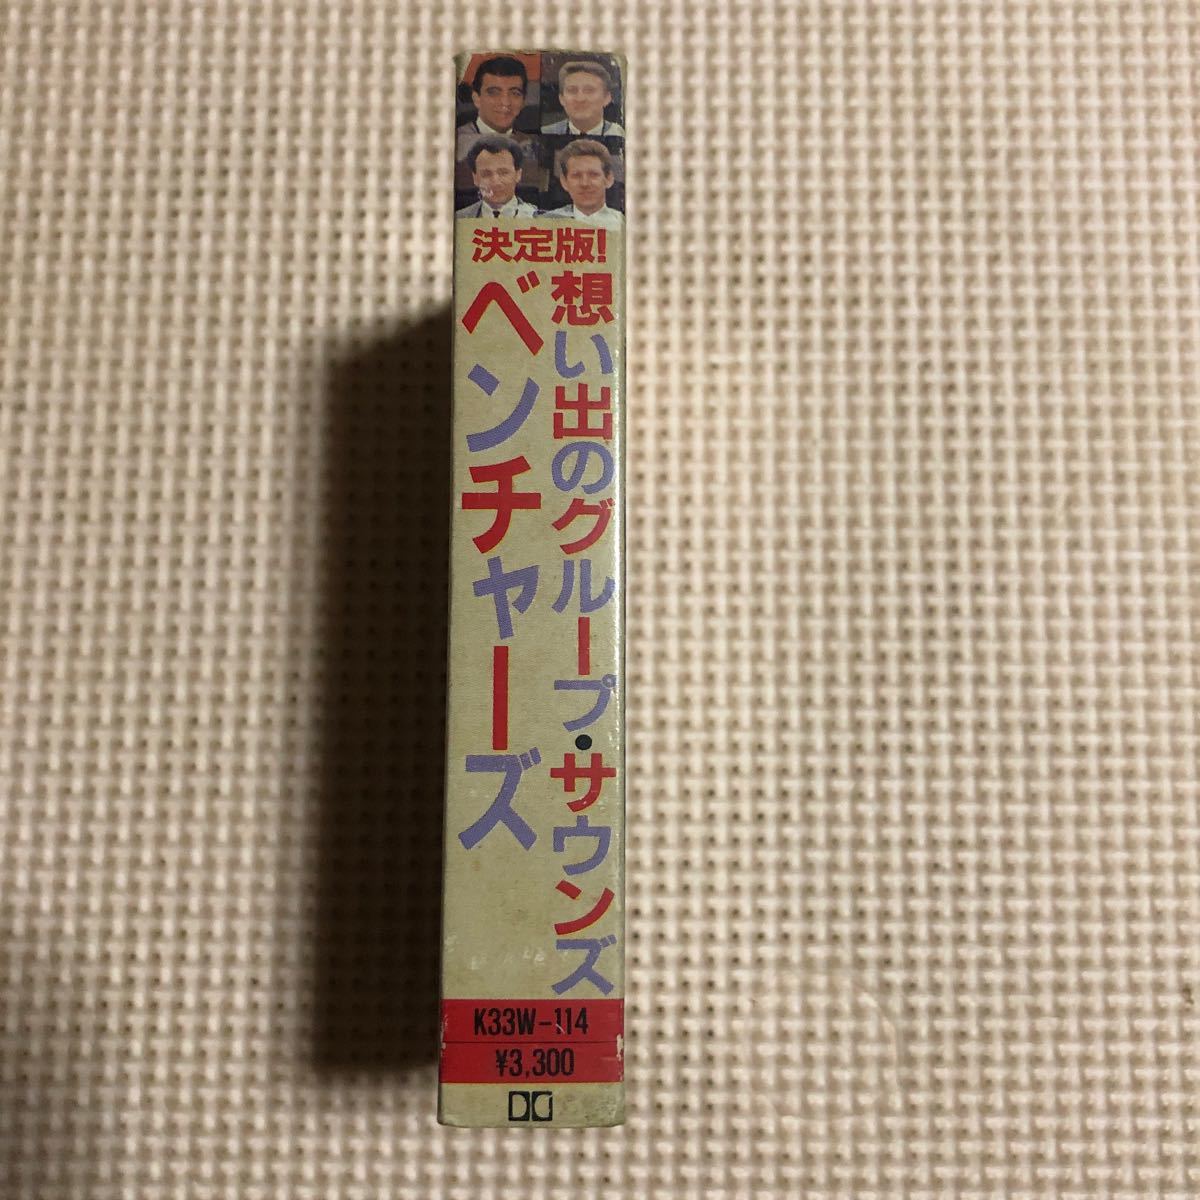 決定版!
想い出のグループ・サウンズ
ベンチャーズ
K33W-114
¥3,300